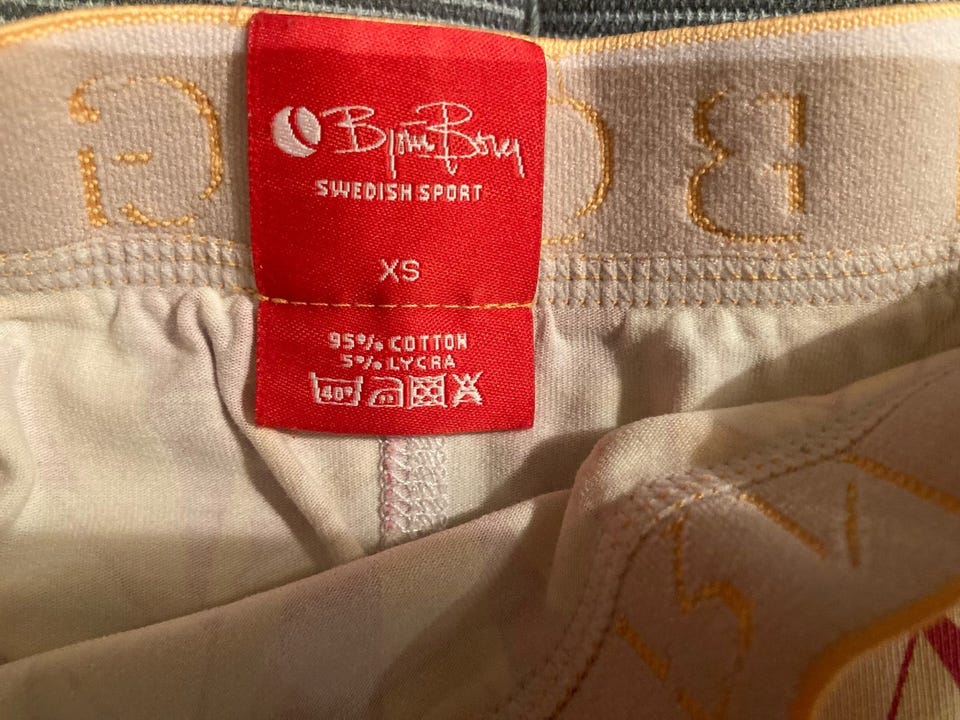 Björn Borg
SWEDISH SPORT
XS
95% COTTON
5% LYCRA
40°